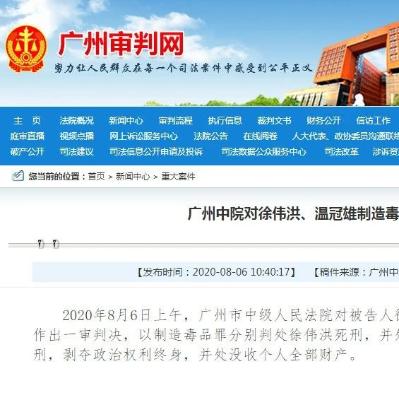 广州审判网
努力让人民群众在每一个司法案件中感受到公平正义
主 页 法院概况 新闻中心 审判流程 执行信息 裁判文书 财务公开 信访工作
庭审直播 视频点播 网上诉讼服务中心 法院公告 在线阅卷 人大代表、政协委员沟通联络
破产公开 司法建议 司法信息公开申请及投诉 司法数据公众服务中心 司法改革 涉诉资
您当前的位置：首页 > 新闻中心 > 重大案件
广州中院对徐伟洪、温冠雄制造毒
【发布时间：2020-08-06 10:40:17】 【稿件来源：广州中
2020年8月6日上午，广州市中级人民法院对被告人徐
作出一审判决，以制造毒品罪分别判处徐伟洪死刑，并处
刑，剥夺政治权利终身，并处没收个人全部财产。